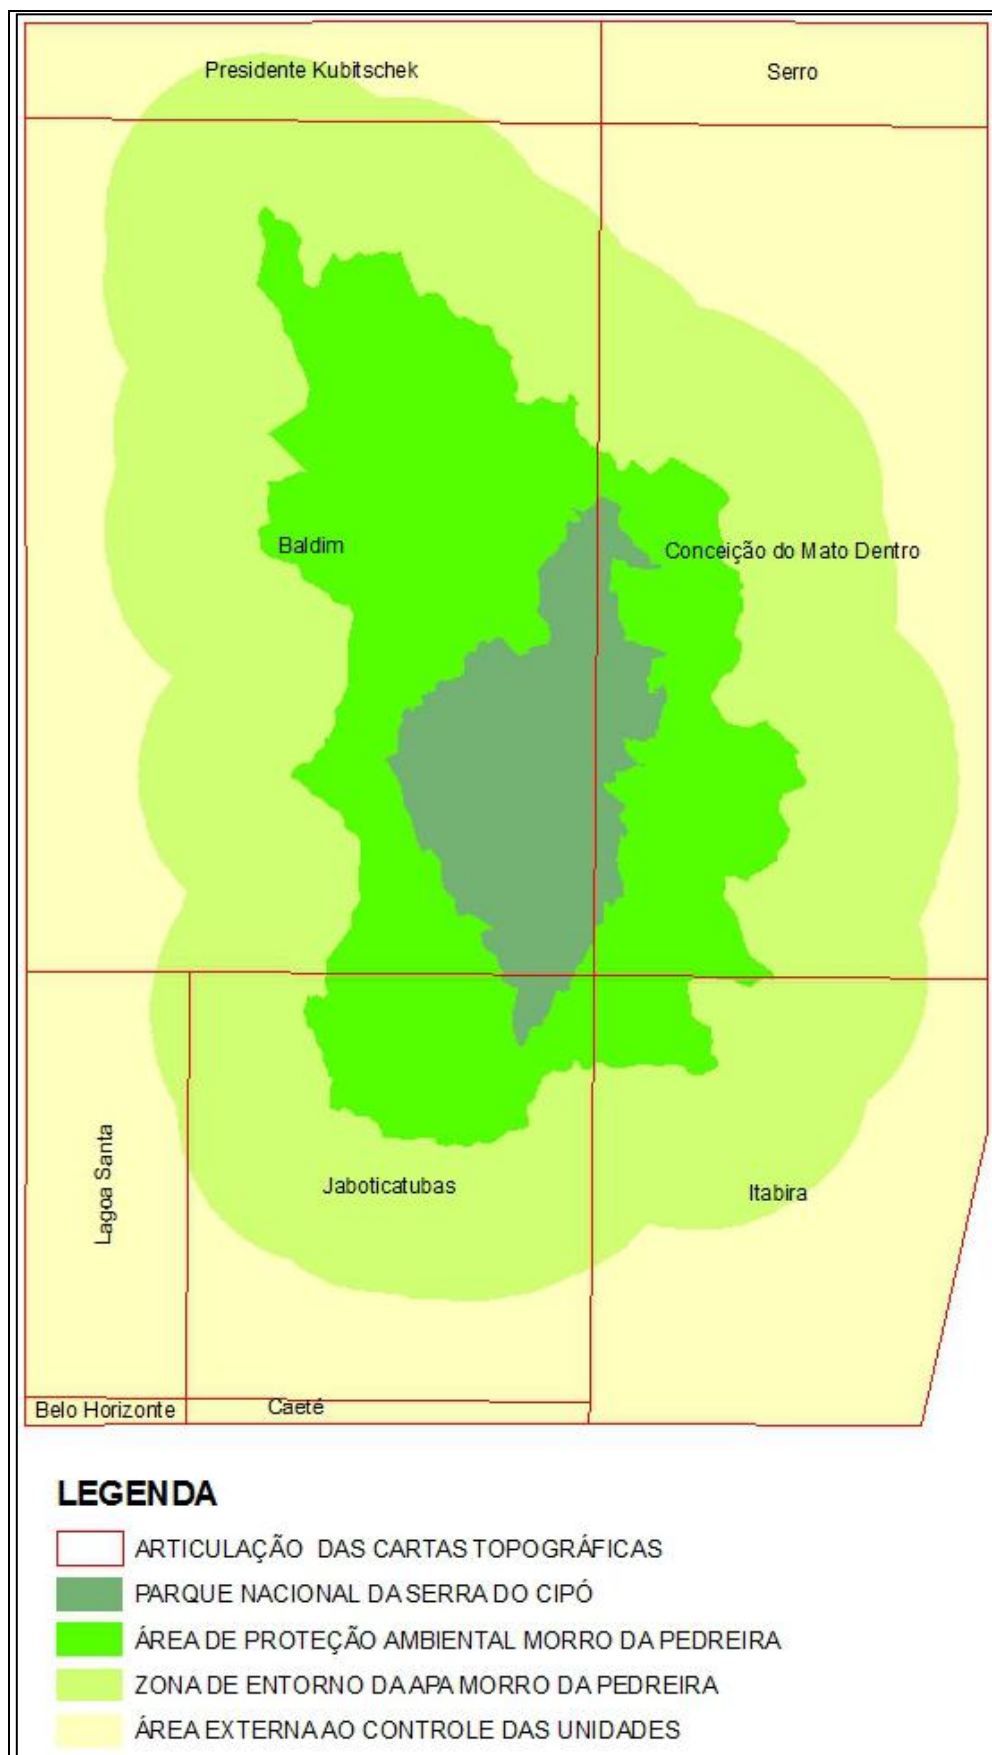 Presidente Kubitschek
Serro
Baldim
Conceição do Mato Dentro
Lagoa Santa
Jaboticatubas
Itabira
Belo Horizonte
Caeté
LEGENDA
ARTICULAÇÃO DAS CARTAS TOPOGRÁFICAS
PARQUE NACIONAL DA SERRA DO CIPÓ
ÁREA DE PROTEÇÃO AMBIENTAL MORRO DA PEDREIRA
ZONA DE ENTORNO DA APA MORRO DA PEDREIRA
ÁREA EXTERNA AO CONTROLE DAS UNIDADES